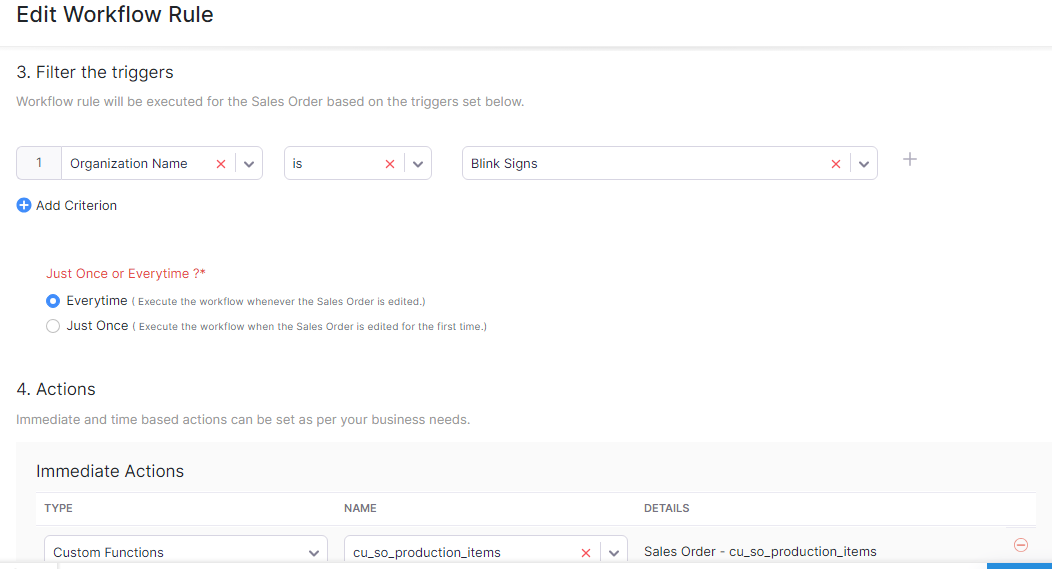 Edit Workflow Rule
3. Filter the triggers
Workflow rule will be executed for the Sales Order based on the triggers set below.
1 Organization Name is Blink Signs
Add Criterion
Just Once or Everytime ?*
Everytime ( Execute the workflow whenever the Sales Order is edited.)
Just Once ( Execute the workflow when the Sales Order is edited for the first time.)
4. Actions
Immediate and time based actions can be set as per your business needs.
Immediate Actions
TYPE NAME DETAILS
Custom Functions cu_so_production_items Sales Order - cu_so_production_items